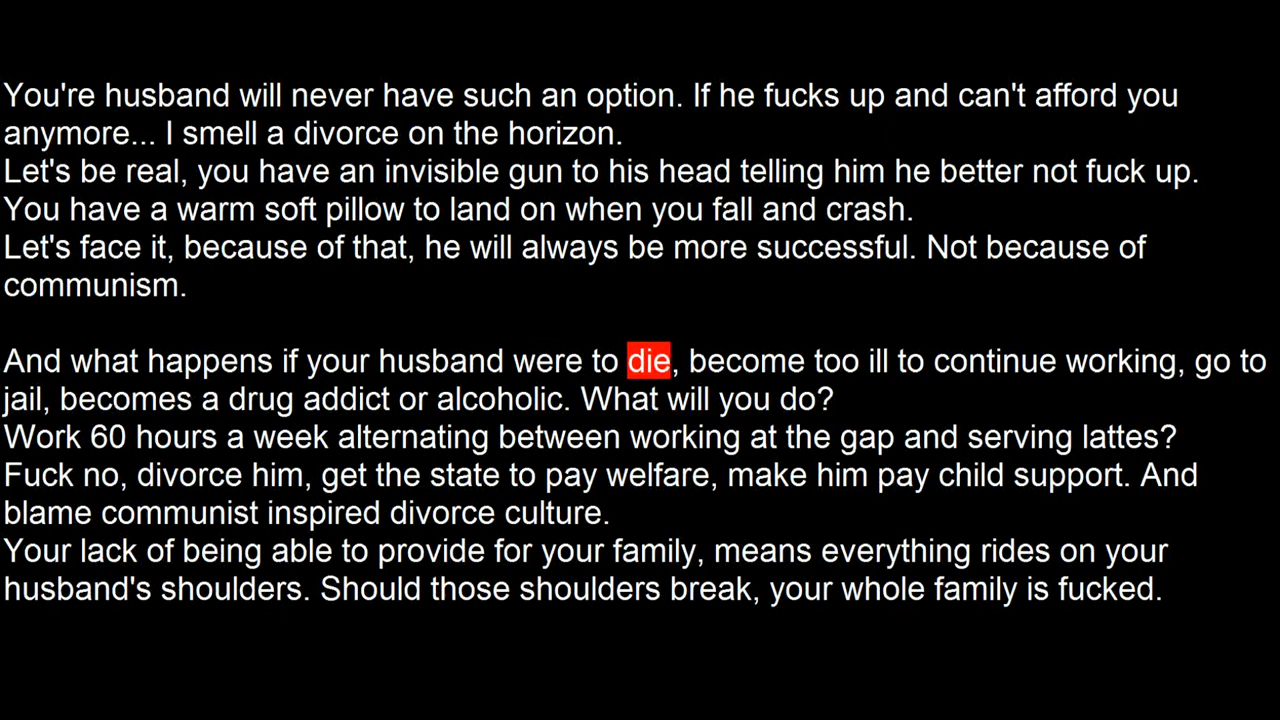 You're husband will never have such an option. If he fucks up and can't afford you
anymore... I smell a divorce on the horizon.
Let's be real, you have an invisible gun to his head telling him he better not fuck up.
You have a warm soft pillow to land on when you fall and crash.
Let's face it, because of that, he will always be more successful. Not because of
communism.
And what happens if your husband were to die, become too ill to continue working, go to
jail, becomes a drug addict or alcoholic. What will you do?
Work 60 hours a week alternating between working at the gap and serving lattes?
Fuck no, divorce him, get the state to pay welfare, make him pay child support. And
blame communist inspired divorce culture.
Your lack of being able to provide for your family, means everything rides on your
husband's shoulders. Should those shoulders break, your whole family is fucked.